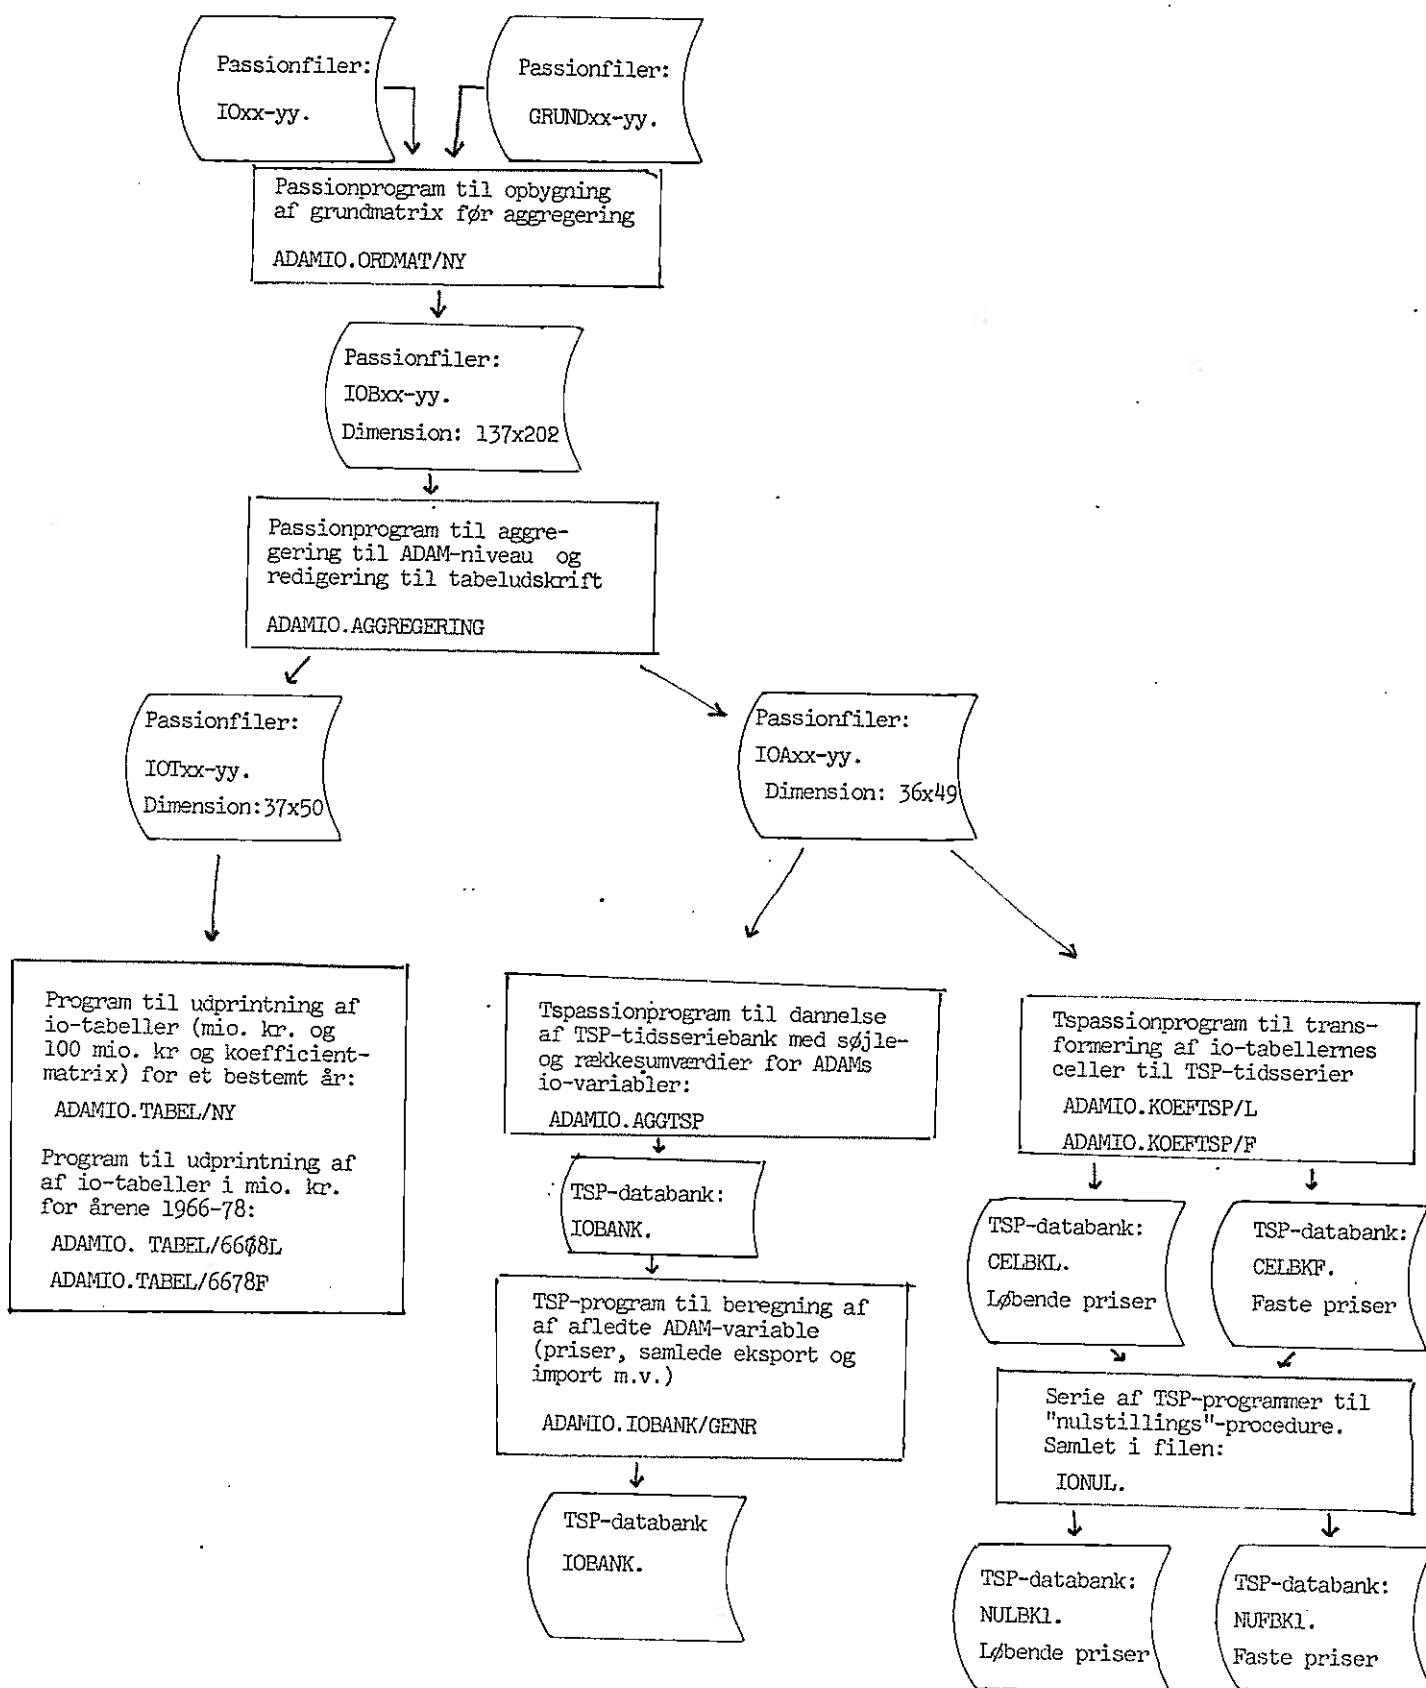 Passionfiler:
IOxx-yy.
Passionfiler:
GRUNDxx-yy.
Passionprogram til opbygning
af grundmatrix før aggregering
ADAMIO.ORDMAT/NY
Passionfiler:
IOBxx-yy.
Dimension: 137x202
Passionprogram til aggre-
gering til ADAM-niveau og
redigering til tabeludskrift
ADAMIO.AGGREGERING
Passionfiler:
IOTxx-yy.
Dimension:37x50
Passionfiler:
IOAxx-yy.
Dimension: 36x49
Program til udprintning af
io-tabeller (mio. kr. og
100 mio. kr og koefficient-
matrix) for et bestemt år:
ADAMIO.TABEL/NY
Program til udprintning af
af io-tabeller i mio. kr.
for årene 1966-78:
ADAMIO. TABEL/66
ADAMIO.TABEL/6678F
Tspassionprogram til dannelse
af TSP-tidsseriebank med søjle-
og rækkesumværdier for ADAMs
io-variabler:
ADAMIO.AGGTSP
TSP-databank:
IOBANK.
TSP-program til beregning af
af afledte ADAM-variable
(priser, samlede eksport og
import m.v.)
ADAMIO.IOBANK/GENR
TSP-databank
IOBANK.
Tspassionprogram til trans-
formering af io-tabellernes
celler til TSP-tidsserier
ADAMIO.KOEFTSP/L
ADAMIO.KOEFTSP/F
TSP-databank:
CELBKL.
Løbende priser
TSP-databank:
CELBKF.
Faste priser
Serie af TSP-programmer til
"nulstillings"-procedure.
Samlet i filen:
IONUL.
TSP-databank:
NULBK1.
Løbende priser
TSP-databank:
NUFBK1.
Faste priser